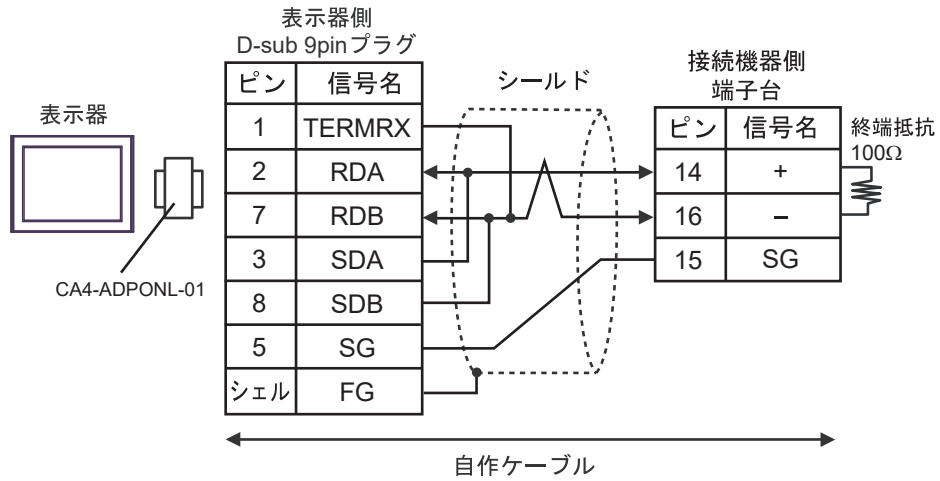 表示器側
D-sub 9pinプラグ
ピン 信号名
1 TERMRX
2 RDA
7 RDB
3 SDA
8 SDB
5 SG
シェル FG
シールド
接続機器側
端子台
ピン 信号名
14 +
16 –
15 SG
終端抵抗
100Ω
表示器
CA4-ADPONL-01
自作ケーブル